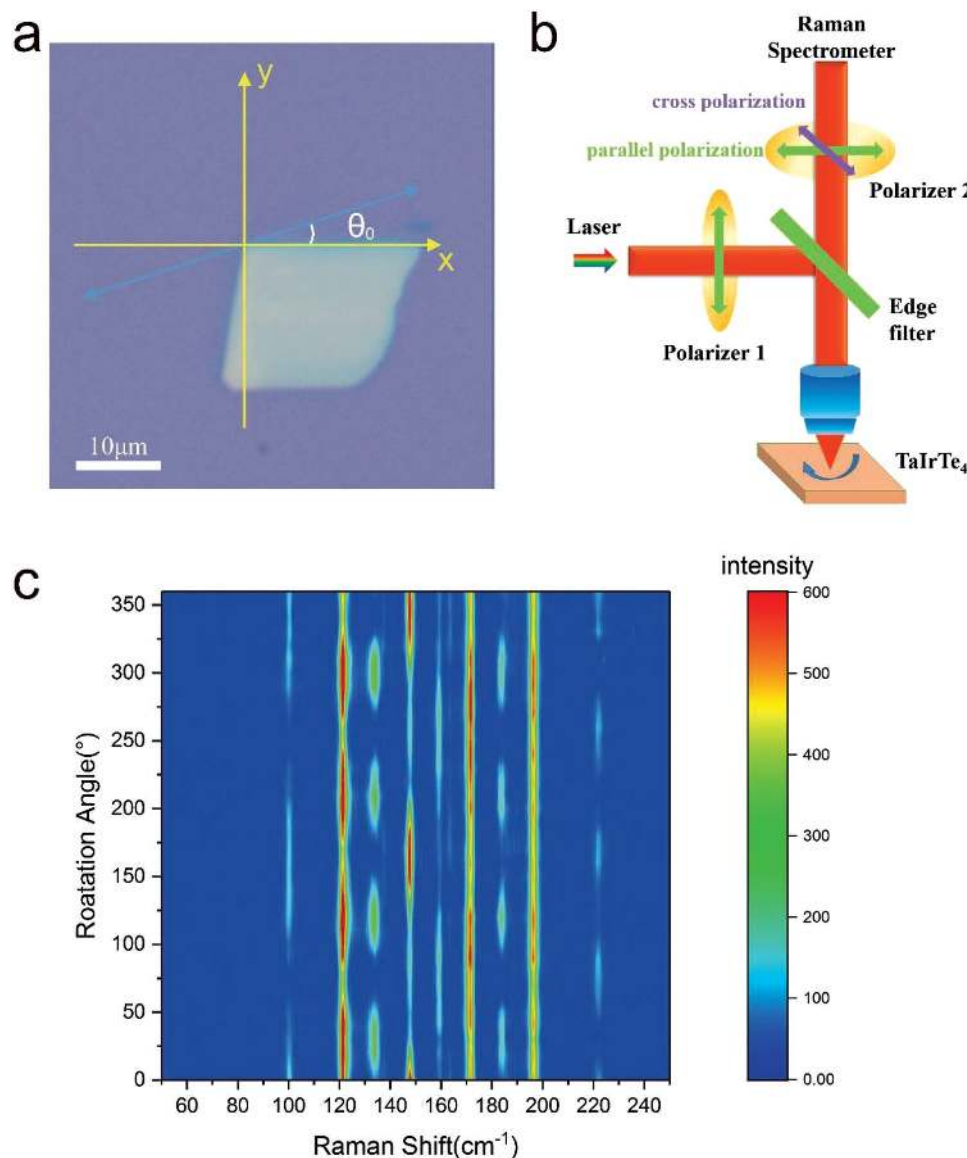 a
y
θ0
x
10μm
b
Raman
Spectrometer
cross polarization
parallel polarization
Polarizer 2
Laser
Edge
filter
Polarizer 1
TaIrTe4
c
intensity
350
300
250
200
150
100
50
0
Roatation Angle(°)
60 80 100 120 140 160 180 200 220 240
Raman Shift(cm-1)
600
500
400
300
200
100
0.00